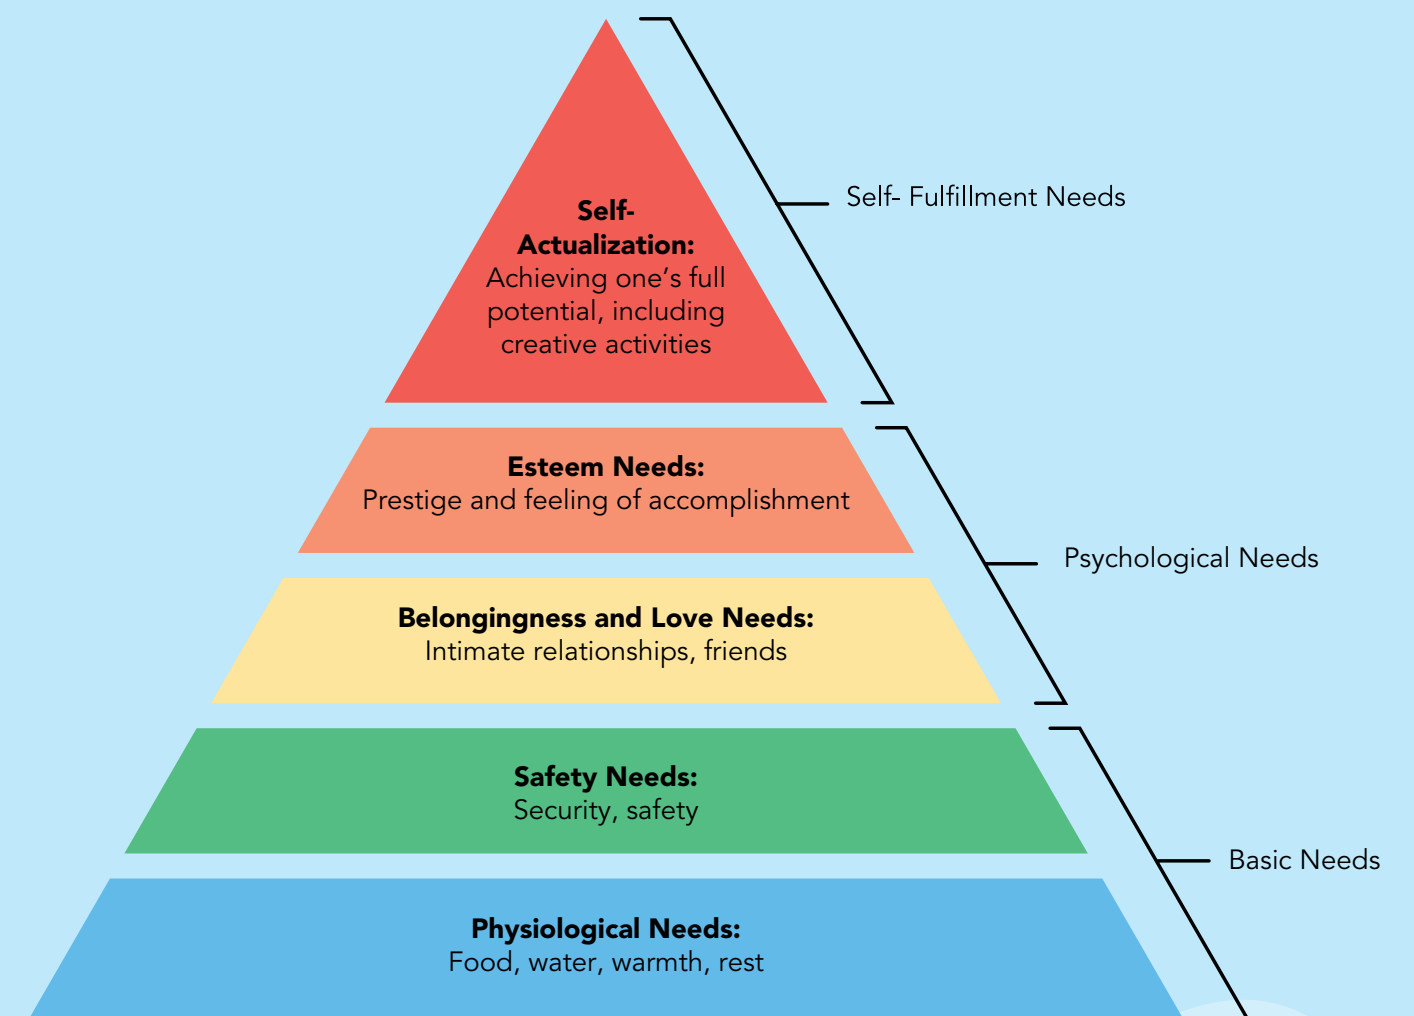 Self-
Actualization:
Achieving one's full
potential, including
creative activities
Self- Fulfillment Needs
Esteem Needs:
Prestige and feeling of accomplishment
Psychological Needs
Belongingness and Love Needs:
Intimate relationships, friends
Safety Needs:
Security, safety
Basic Needs
Physiological Needs:
Food, water, warmth, rest